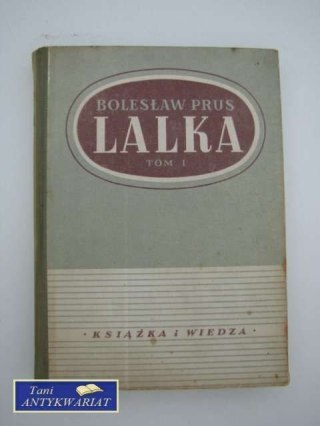 BOLESŁAW PRUS
LALKA
TOM I
· KSIĄŻKA i WIEDZA ·
Tani
ANTYKWARIAT